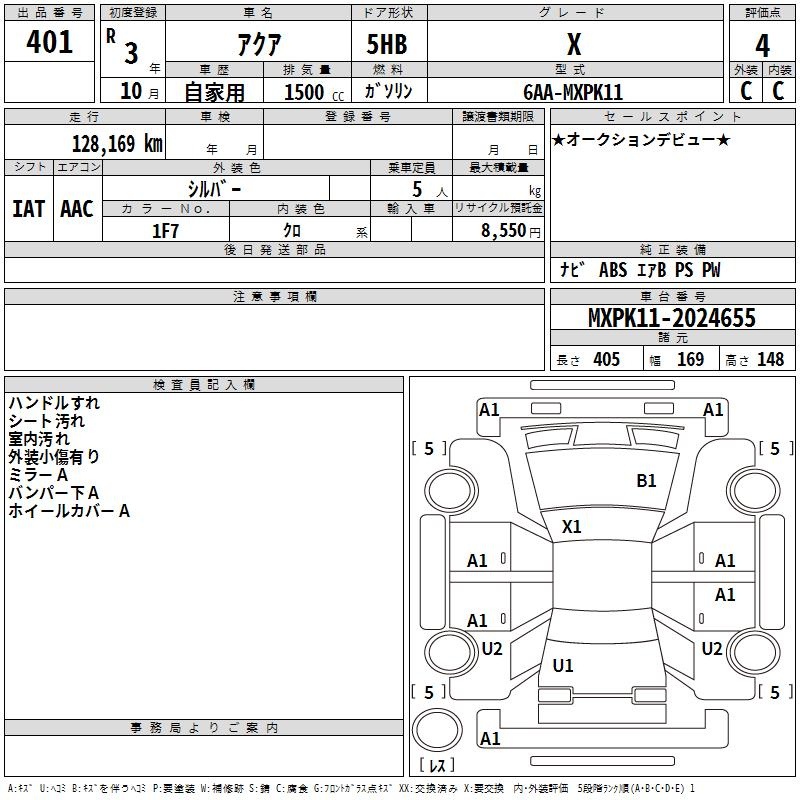 出品番号 初度登録 車名 ドア形状 グレード 評価点
401 R 3年 アクア 5HB X 4
車歴 排気量 燃料 型式 外装 内装
10月 自家用 1500 CC ｶﾞｿﾘﾝ 6AA-MXPK11 C C
走行 車検 登録番号 譲渡書類期限 セールスポイント
128,169 km 年 月 月 日 ★オークションデビュー★
シフト エアコン 外装色 乗車定員 最大積載量
IAT AAC ｼﾙﾊﾞｰ 5 人 kg
カラーNo. 内装色 輸入車 リサイクル預託金
1F7 ｸﾛ 系 8,550円
後日発送部品 純正装備
ﾅﾋﾞ ABS ｴｱB PS PW
注意事項欄 車台番号
MXPK11-2024655
諸元
長さ 405 幅 169 高さ 148
検査員記入欄
ハンドルすれ
シート汚れ
室内汚れ
外装小傷有り
ミラーA
バンパー下A
ホイールカバーA
A1 A1
[ 5 ] [ 5 ]
B1
X1
A1 A1
A1
A1
U2 U2
U1
[ 5 ] [ 5 ]
A1
[ ﾚｽ ]
事務局よりご案内
A:ｷｽﾞ U:ﾍｺﾐ B:ｷｽﾞを伴うﾍｺﾐ P:要塗装 W:補修跡 S:錆 C:腐食 G:ﾌﾛﾝﾄｶﾞﾗｽ点ｷｽﾞ XX:交換済み X:要交換 内・外装評価 5段階ﾗﾝｸ順(A・B・C・D・E) 1